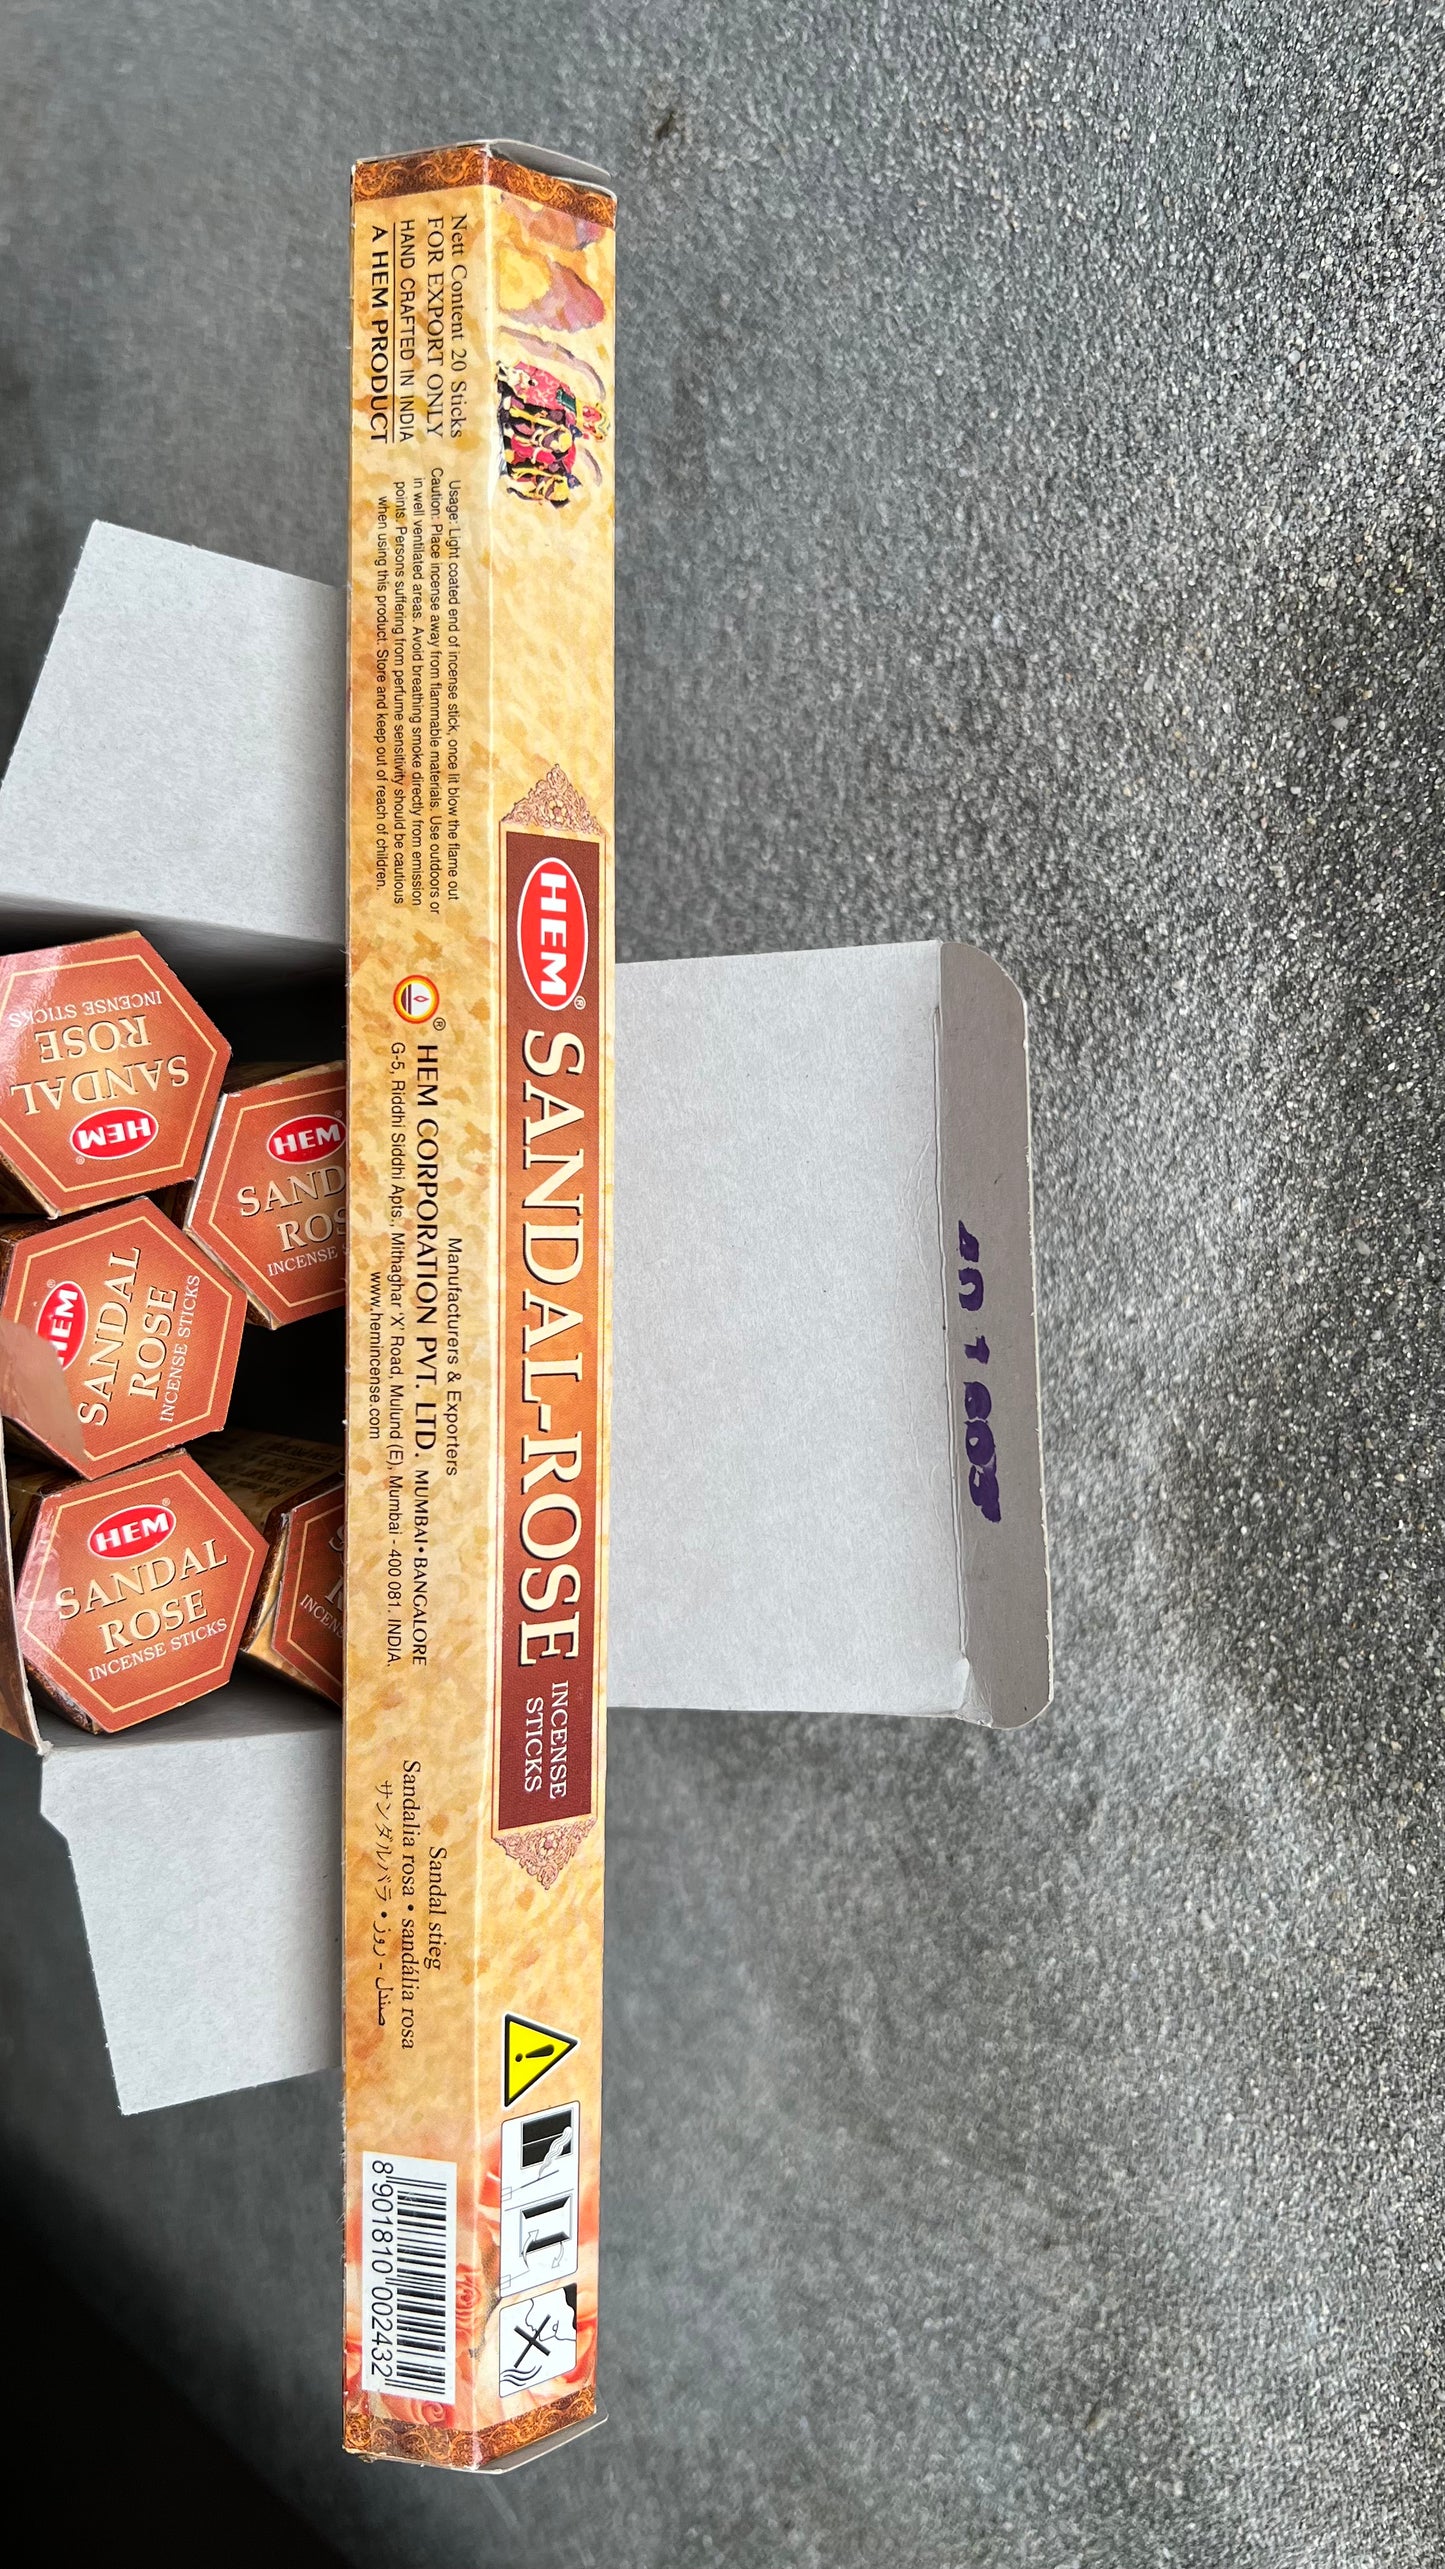 Nett Content 20 Sticks
FOR EXPORT ONLY
HAND CRAFTED IN INDIA
A HEM PRODUCT
Usage: Light coated end of incense stick, once lit blow the flame out
Caution: Place incense away from flammable materials. Use outdoors or
in well ventilated areas. Avoid breathing smoke directly from emission
points. Persons suffering from perfume sensitivity should be cautious
when using this product. Store and keep out of reach of children.
Manufacturers & Exporters
HEM CORPORATION PVT. LTD. MUMBAI • BANGALORE
G-5, Riddhi Siddhi Apts., Mithaghar 'X' Road, Mulund (E), Mumbai - 400 081. INDIA.
www.hemincense.com
Sandal stieg
Sandalia rosa • sandália rosa
サンダルバラ • صندل - روز
8 901810 002432
HEM®
SANDAL-ROSE
INCENSE
STICKS
HEM
SANDAL
ROSE
INCENSE STICKS
HEM
SAND
ROS
INCENSE
HEM
SANDAL
ROSE
INCENSE STICKS
HEM
SANDAL
ROSE
INCENSE STICKS
INCEN